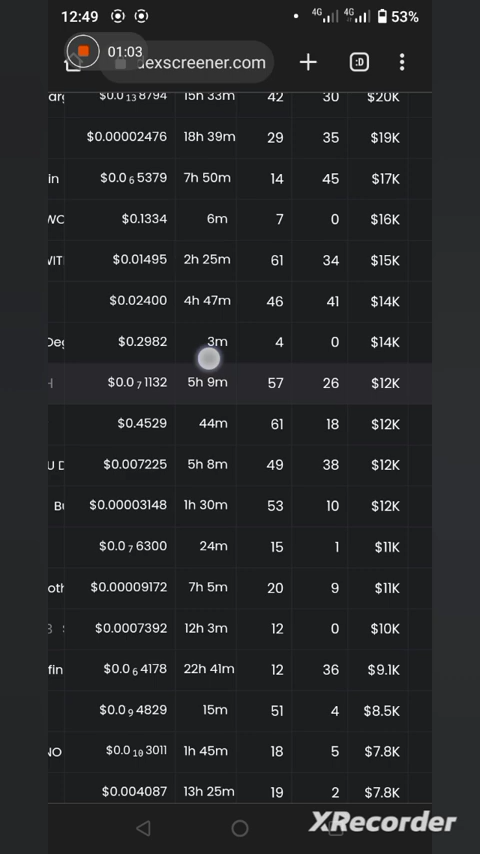 12:49 4G 4G 53%
01:03 dexscreener.com :D
$0.0₁₃8794 15h 33m 42 30 $20K
$0.00002476 18h 39m 29 35 $19K
in $0.0₆5379 7h 50m 14 45 $17K
WO $0.1334 6m 7 0 $16K
WIT $0.01495 2h 25m 61 34 $15K
$0.02400 4h 47m 46 41 $14K
Deg $0.2982 3m 4 0 $14K
H $0.0₇1132 5h 9m 57 26 $12K
$0.4529 44m 61 18 $12K
U D $0.007225 5h 8m 49 38 $12K
Bu $0.00003148 1h 30m 53 10 $12K
$0.0₇6300 24m 15 1 $11K
oth $0.00009172 7h 5m 20 9 $11K
$0.0007392 12h 3m 12 0 $10K
fin $0.0₆4178 22h 41m 12 36 $9.1K
$0.0₉4829 15m 51 4 $8.5K
NO $0.0₁₀3011 1h 45m 18 5 $7.8K
$0.004087 13h 25m 19 2 $7.8K
XRecorder